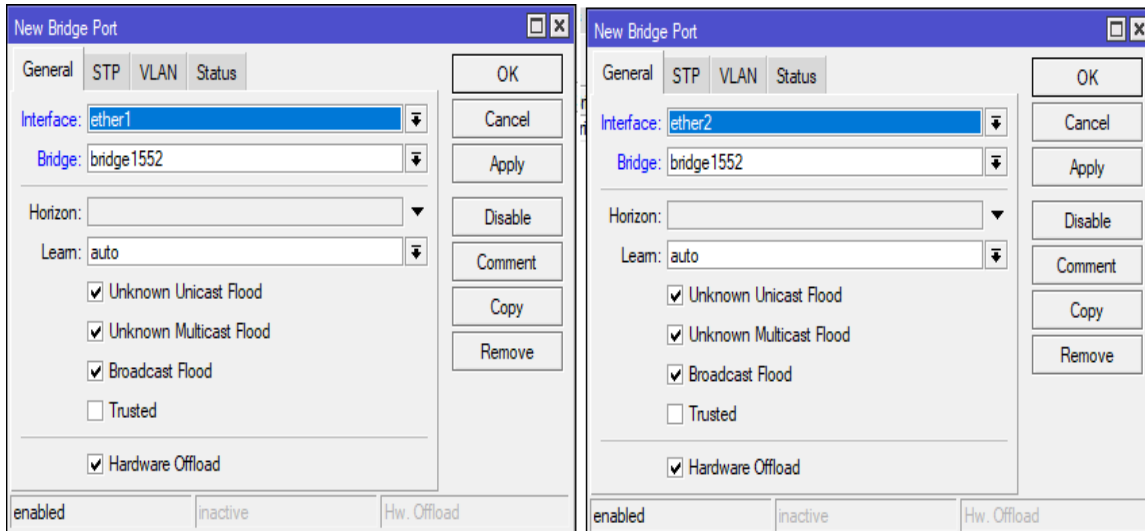 New Bridge Port
General STP VLAN Status
OK
Interface: ether1
Cancel
Bridge: bridge1552
Apply
Horizon:
Disable
Learn: auto
Comment
Unknown Unicast Flood
Copy
Unknown Multicast Flood
Remove
Broadcast Flood
Trusted
Hardware Offload
enabled inactive Hw. Offload
New Bridge Port
General STP VLAN Status
OK
Interface: ether2
Cancel
Bridge: bridge1552
Apply
Horizon:
Disable
Learn: auto
Comment
Unknown Unicast Flood
Copy
Unknown Multicast Flood
Remove
Broadcast Flood
Trusted
Hardware Offload
enabled inactive Hw. Offload